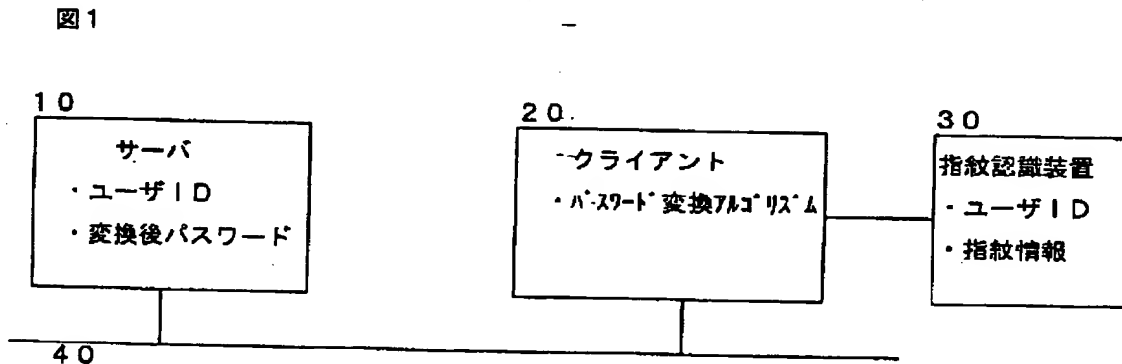 図1
10
サーバ
・ユーザID
・変換後パスワード
20
クライアント
・パスワード変換アルゴリズム
30
指紋認識装置
・ユーザID
・指紋情報
40